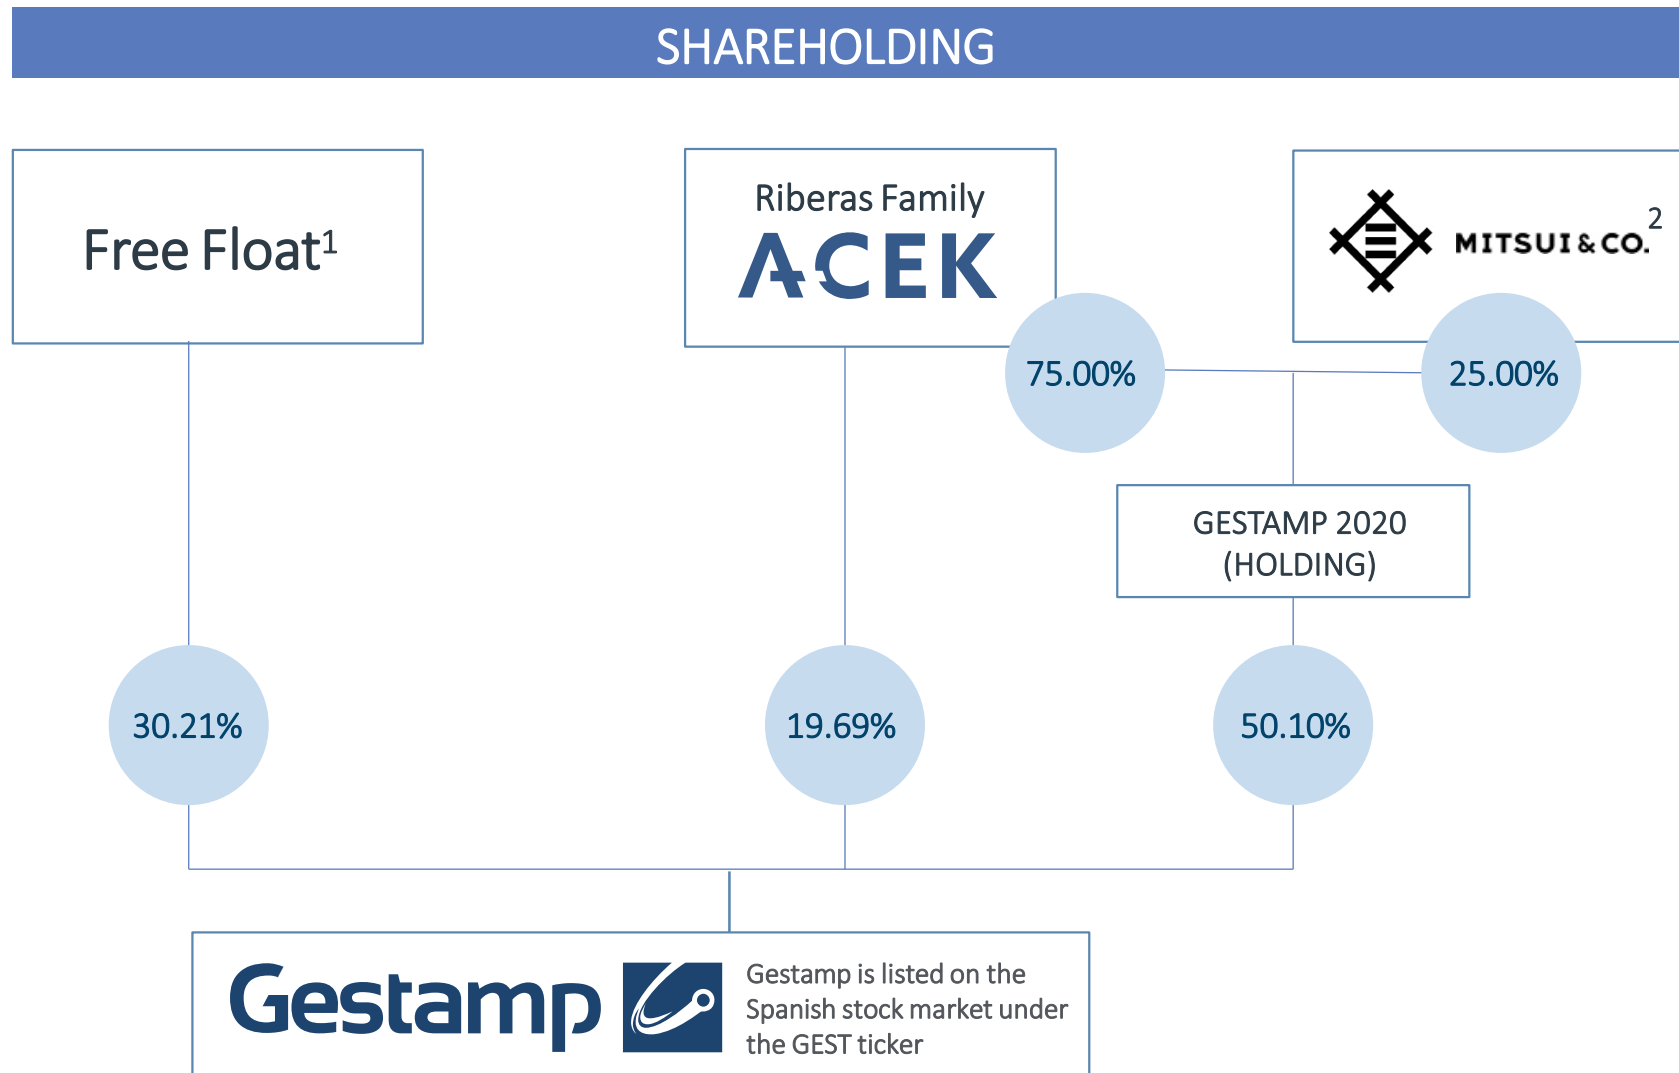 SHAREHOLDING
Free Float1
Riberas Family
ACEK
MITSUI & CO.2
75.00%
25.00%
GESTAMP 2020
(HOLDING)
30.21%
19.69%
50.10%
Gestamp
Gestamp is listed on the
Spanish stock market under
the GEST ticker